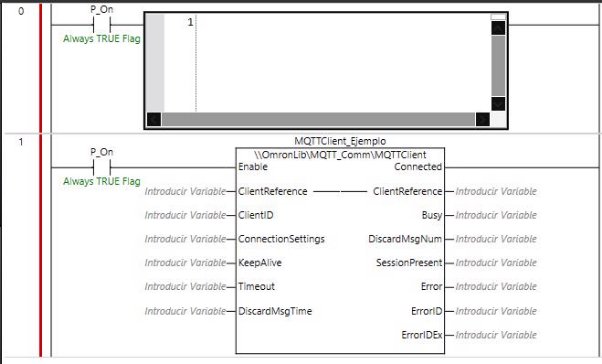 0
P_On
1
Always TRUE Flag
1
MQTTClient_Ejemplo
P_On
\\OmronLib\MQTT_Comm\MQTTClient
Enable Connected
Always TRUE Flag
Introducir Variable ClientReference ClientReference Introducir Variable
Introducir Variable ClientID Busy Introducir Variable
Introducir Variable ConnectionSettings DiscardMsgNum Introducir Variable
Introducir Variable KeepAlive SessionPresent Introducir Variable
Introducir Variable Timeout Error Introducir Variable
Introducir Variable DiscardMsgTime ErrorID Introducir Variable
ErrorIDEx Introducir Variable